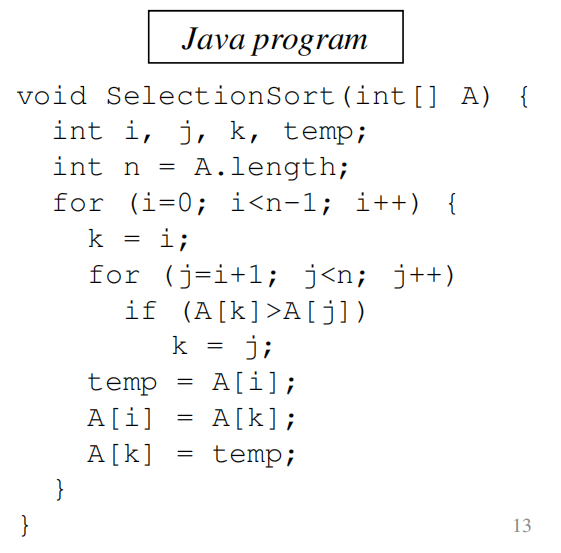 Java program
void SelectionSort(int[] A) {
int i, j, k, temp;
int n = A.length;
for (i=0; i<n-1; i++) {
k = i;
for (j=i+1; j<n; j++)
if (A[k]>A[j])
k = j;
temp = A[i];
A[i] = A[k];
A[k] = temp;
}
}
13